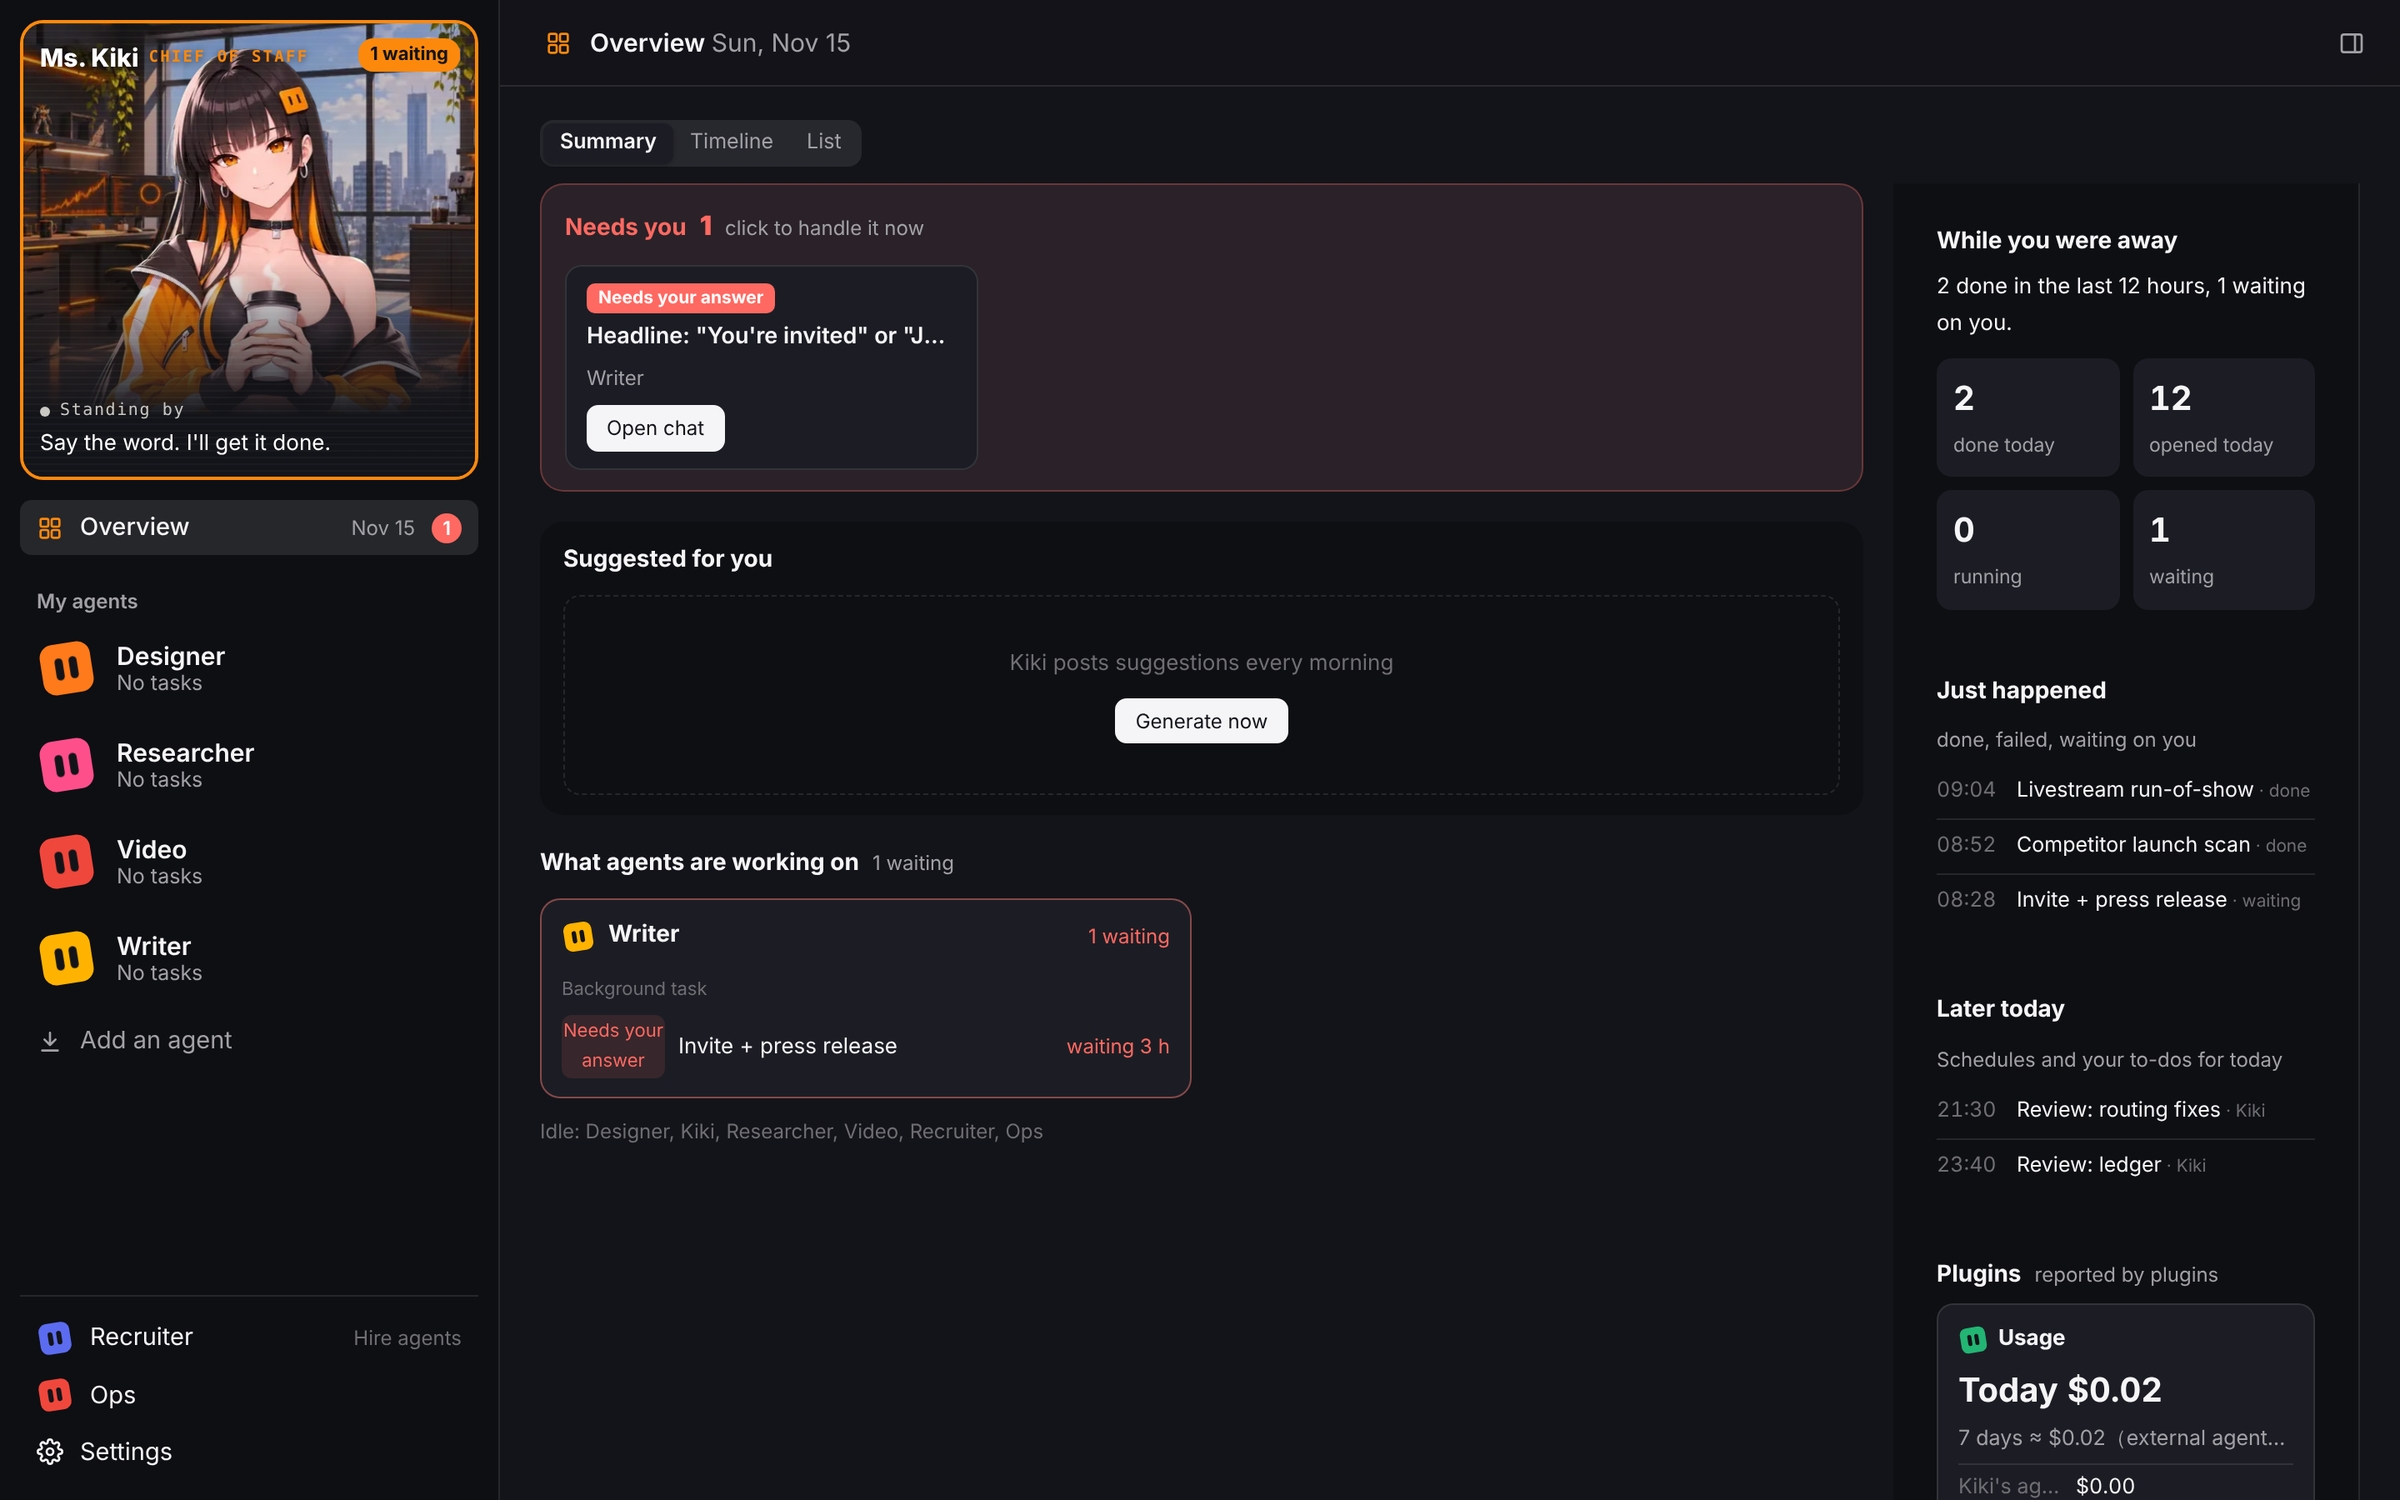 Ms. Kiki CHIEF OF STAFF 1 waiting
Standing by
Say the word. I'll get it done.
Overview Nov 15 1
My agents
Designer
No tasks
Researcher
No tasks
Video
No tasks
Writer
No tasks
Add an agent
Recruiter Hire agents
Ops
Settings
Overview Sun, Nov 15
Summary Timeline List
Needs you 1 click to handle it now
Needs your answer
Headline: "You're invited" or "J...
Writer
Open chat
Suggested for you
Kiki posts suggestions every morning
Generate now
What agents are working on 1 waiting
Writer 1 waiting
Background task
Needs your
answer
Invite + press release waiting 3 h
Idle: Designer, Kiki, Researcher, Video, Recruiter, Ops
While you were away
2 done in the last 12 hours, 1 waiting
on you.
2 12
done today opened today
0 1
running waiting
Just happened
done, failed, waiting on you
09:04 Livestream run-of-show · done
08:52 Competitor launch scan · done
08:28 Invite + press release · waiting
Later today
Schedules and your to-dos for today
21:30 Review: routing fixes · Kiki
23:40 Review: ledger · Kiki
Plugins reported by plugins
Usage
Today $0.02
7 days ≈ $0.02（external agent...
Kiki's ag... $0.00